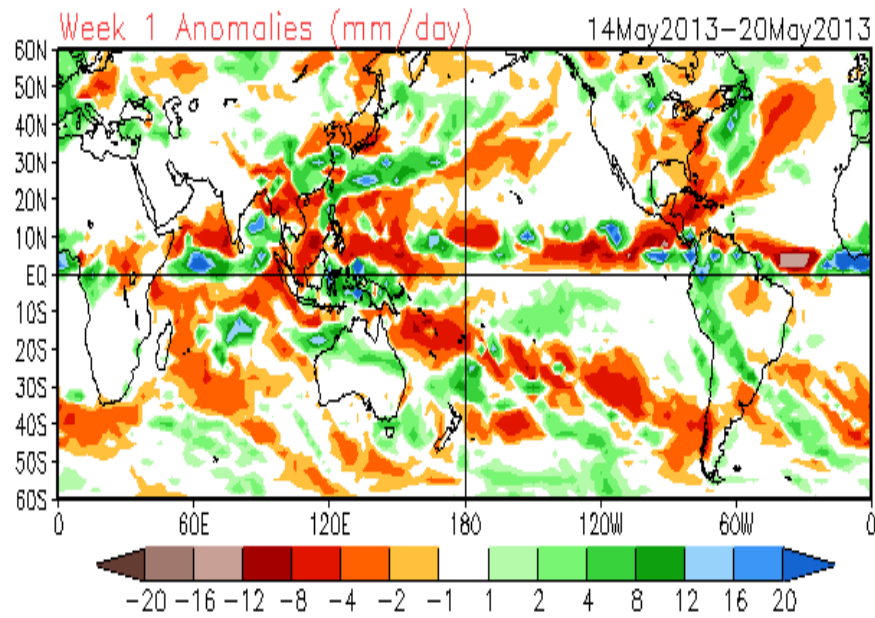 Week 1 Anomalies (mm/day) 14May2013-20May2013
60N
50N
40N
30N
20N
10N
EQ
10S
20S
30S
40S
50S
60S
0 60E 120E 180 120W 60W 0
-20 -16 -12 -8 -4 -2 -1 1 2 4 8 12 16 20